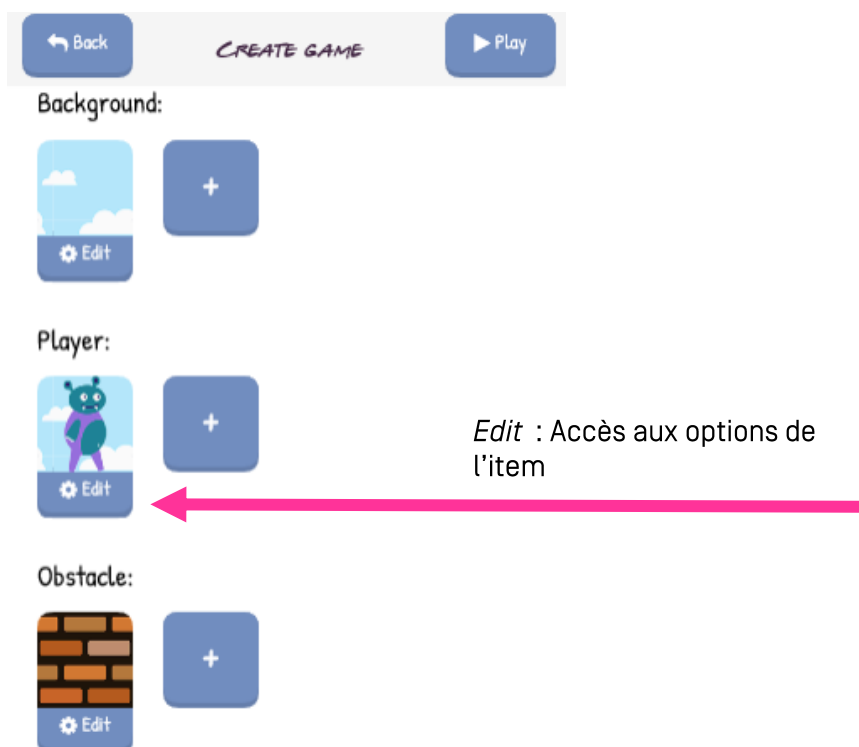 Back
CREATE GAME
Play
Background:
+
Edit
Player:
+
Edit
Edit : Accès aux options de
l'item
Obstacle:
+
Edit